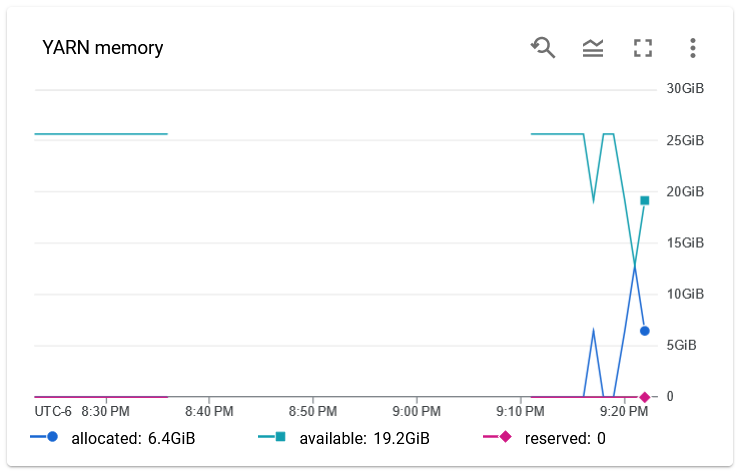 YARN memory
30GiB
25GiB
20GiB
15GiB
10GiB
5GiB
0
UTC-6 8:30 PM 8:40 PM 8:50 PM 9:00 PM 9:10 PM 9:20 PM
allocated: 6.4GiB available: 19.2GiB reserved: 0